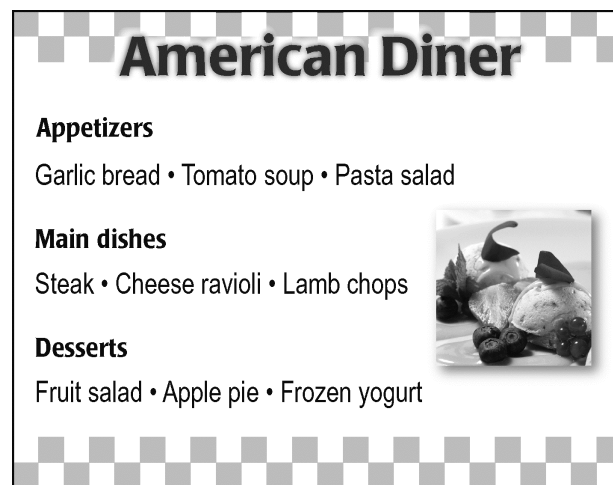 American Diner
Appetizers
Garlic bread • Tomato soup • Pasta salad
Main dishes
Steak • Cheese ravioli • Lamb chops
Desserts
Fruit salad • Apple pie • Frozen yogurt